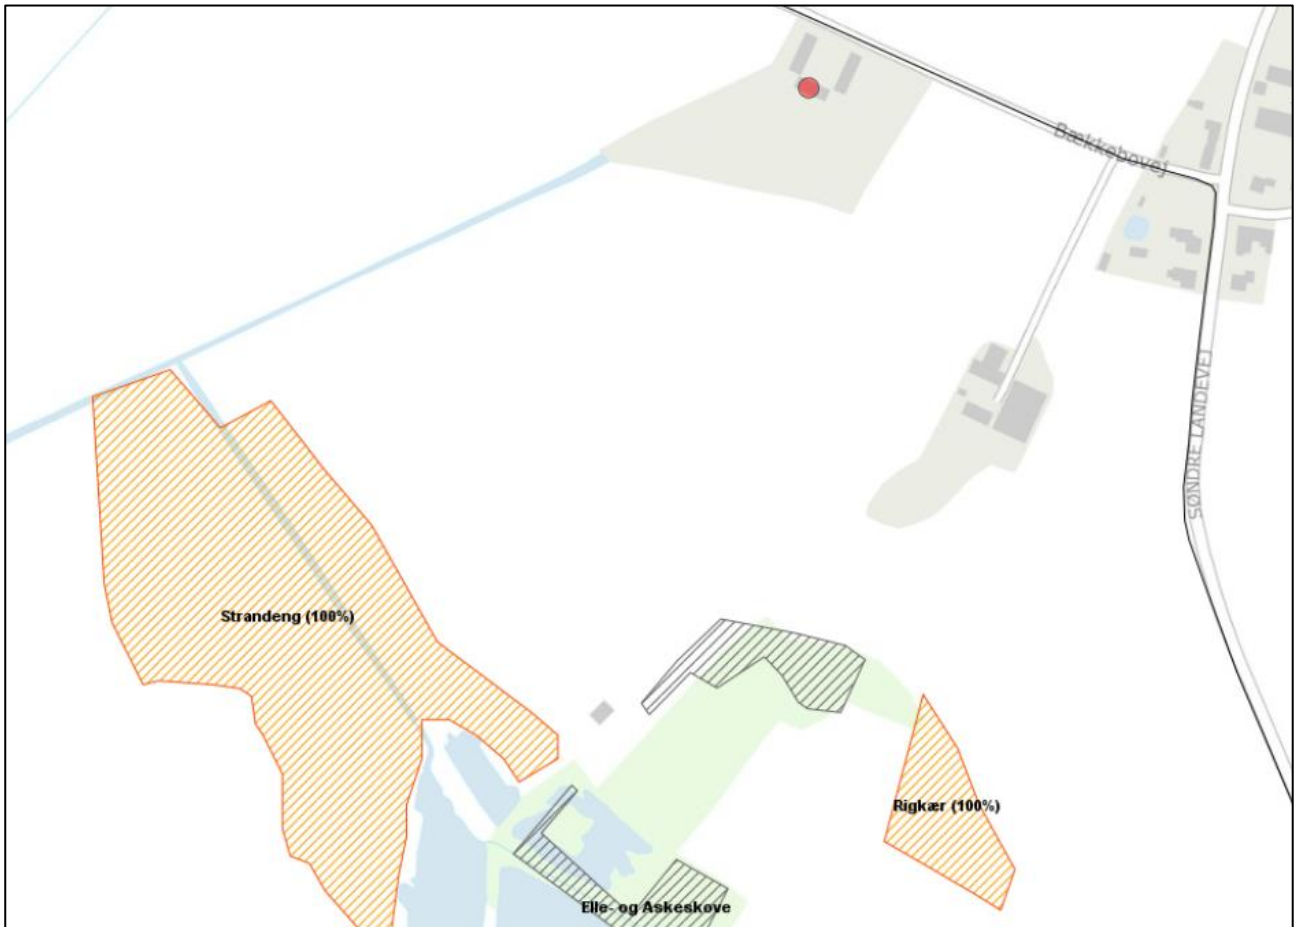 Bækkebovej
SØNDRE LANDEVEJ
Strandeng (100%)
Rigkær (100%)
Elle- og Askeskove